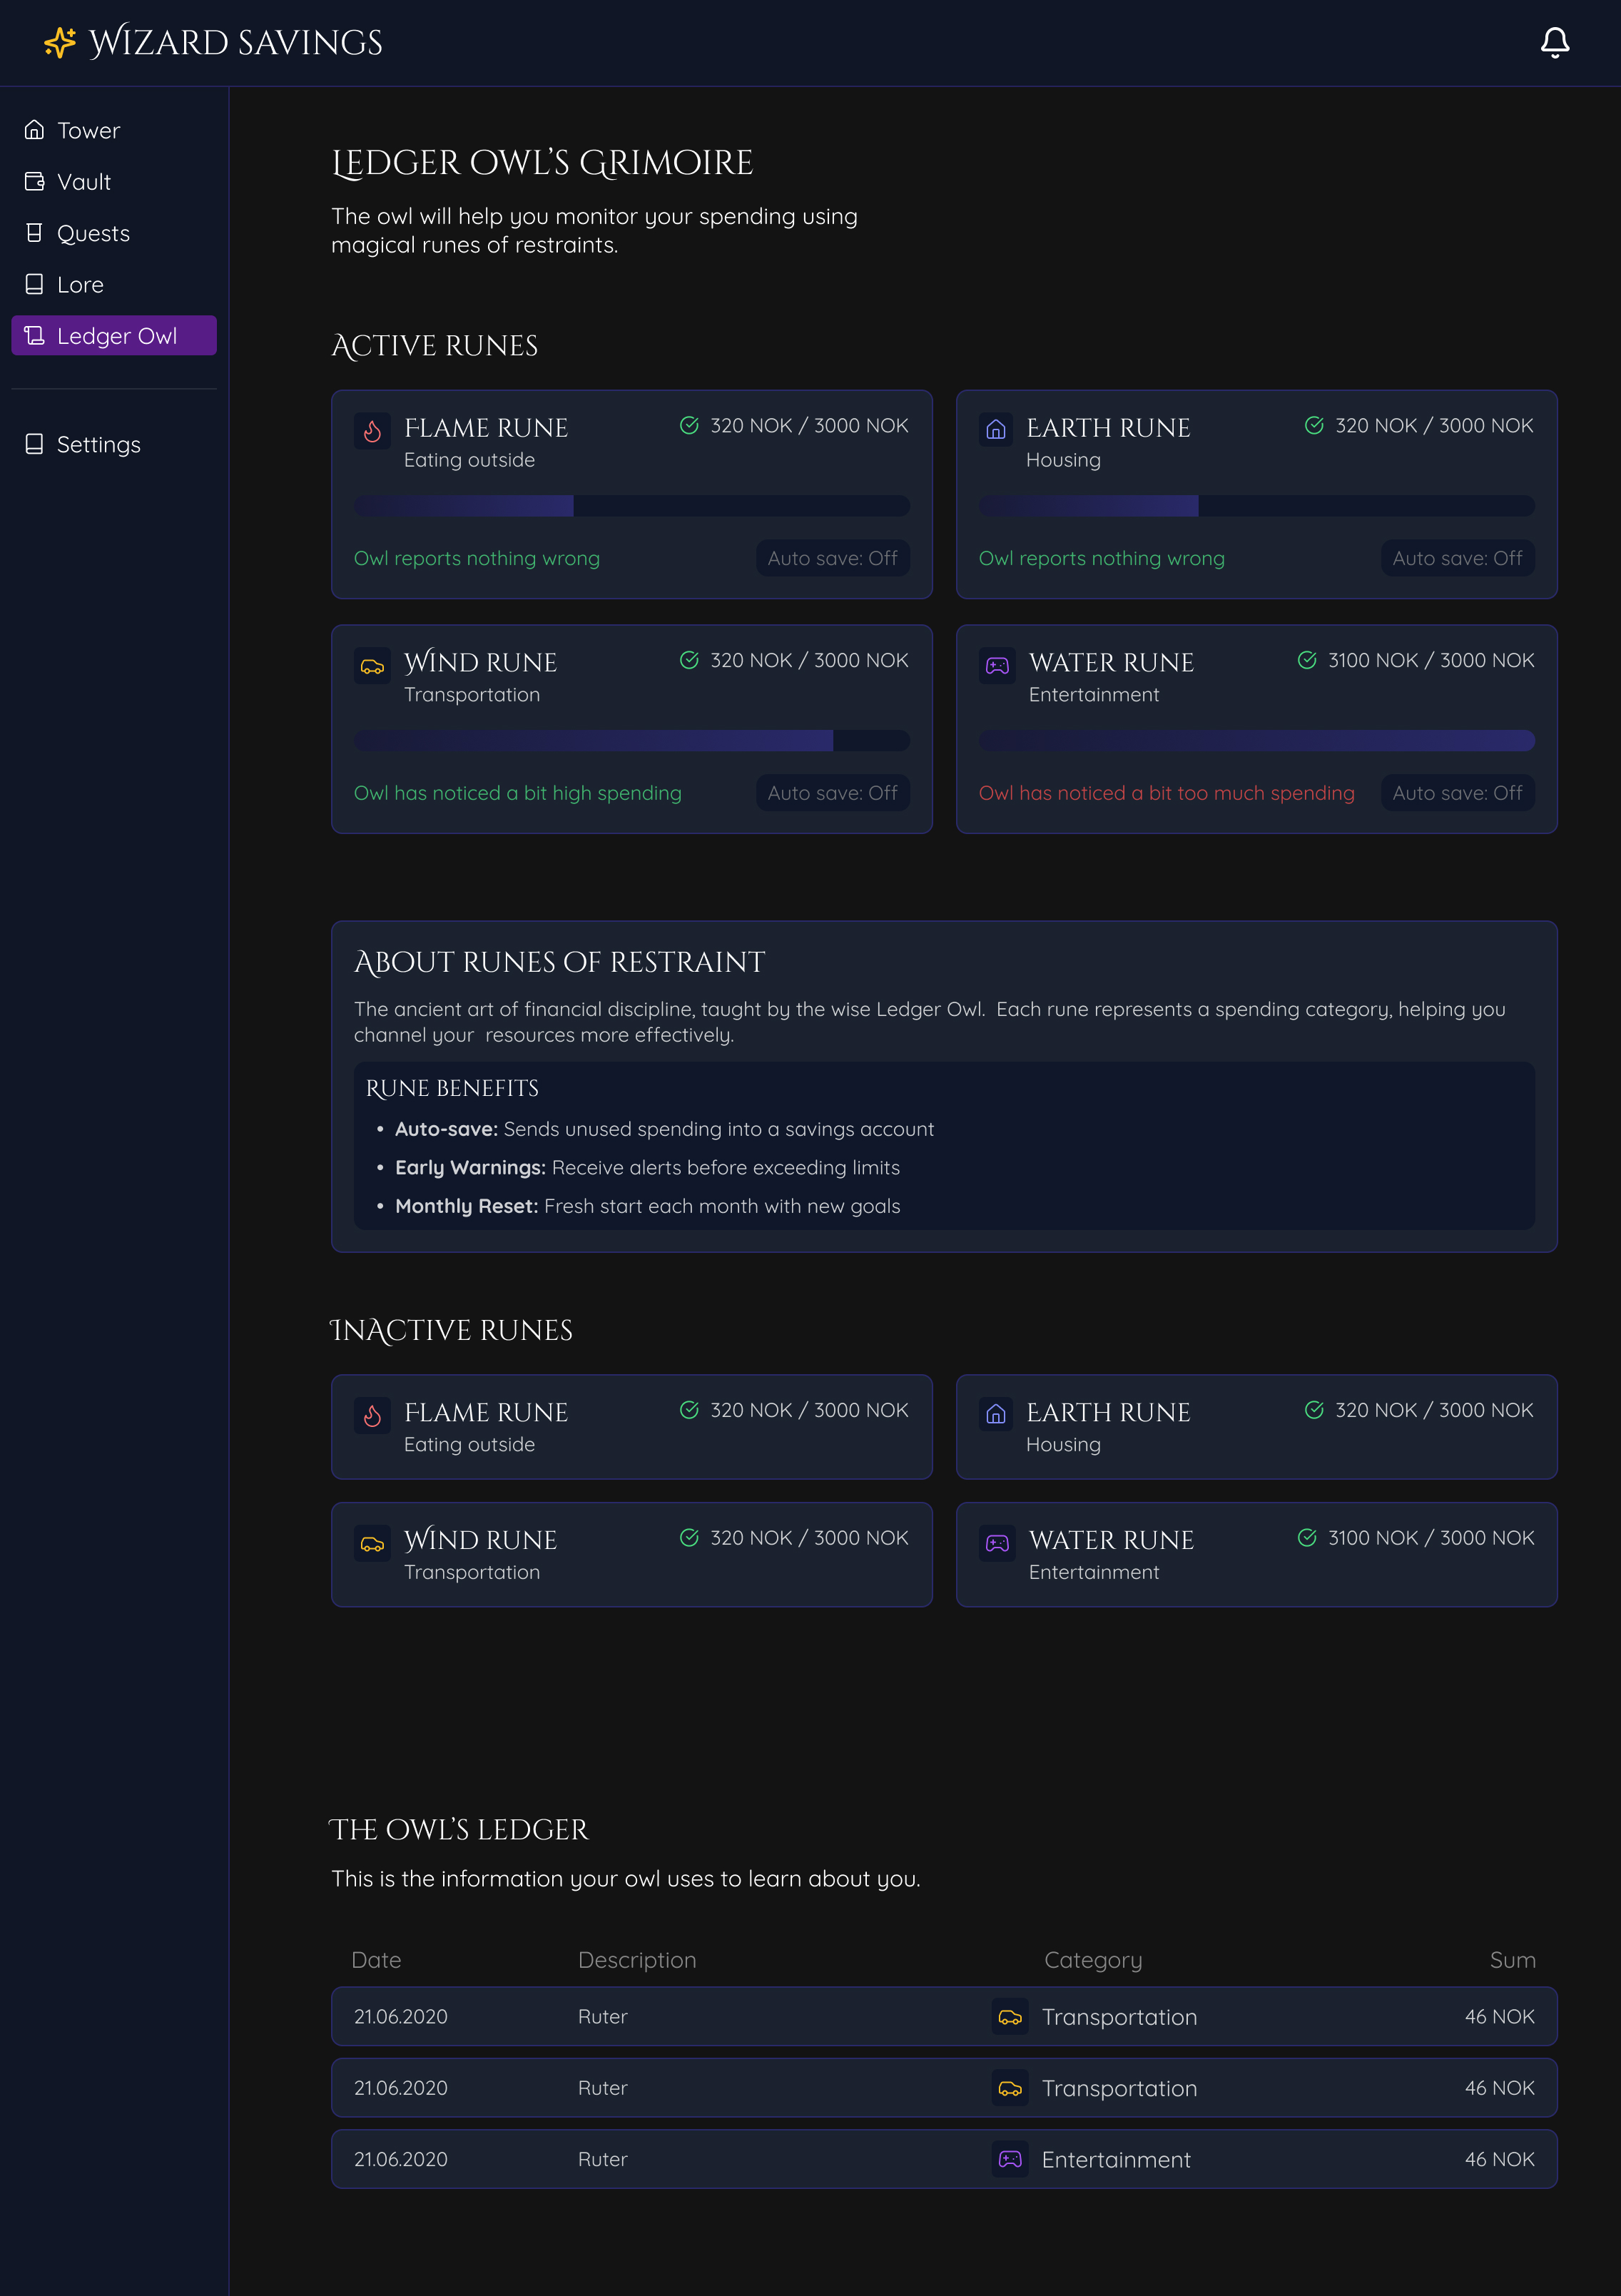 Wizard savings
Tower
Vault
Quests
Lore
Ledger Owl
Settings
Ledger owl’s Grimoire
The owl will help you monitor your spending using
magical runes of restraints.
Active runes
Flame rune
320 NOK / 3000 NOK
Eating outside
Owl reports nothing wrong
Auto save: Off
Earth rune
320 NOK / 3000 NOK
Housing
Owl reports nothing wrong
Auto save: Off
Wind rune
320 NOK / 3000 NOK
Transportation
Owl has noticed a bit high spending
Auto save: Off
water rune
3100 NOK / 3000 NOK
Entertainment
Owl has noticed a bit too much spending
Auto save: Off
About runes of restraint
The ancient art of financial discipline, taught by the wise Ledger Owl.  Each rune represents a spending category, helping you
channel your  resources more effectively.
Rune benefits
• Auto-save: Sends unused spending into a savings account
• Early Warnings: Receive alerts before exceeding limits
• Monthly Reset: Fresh start each month with new goals
InActive runes
Flame rune
320 NOK / 3000 NOK
Eating outside
Earth rune
320 NOK / 3000 NOK
Housing
Wind rune
320 NOK / 3000 NOK
Transportation
water rune
3100 NOK / 3000 NOK
Entertainment
The owl’s ledger
This is the information your owl uses to learn about you.
Date Description Category Sum
21.06.2020 Ruter Transportation 46 NOK
21.06.2020 Ruter Transportation 46 NOK
21.06.2020 Ruter Entertainment 46 NOK